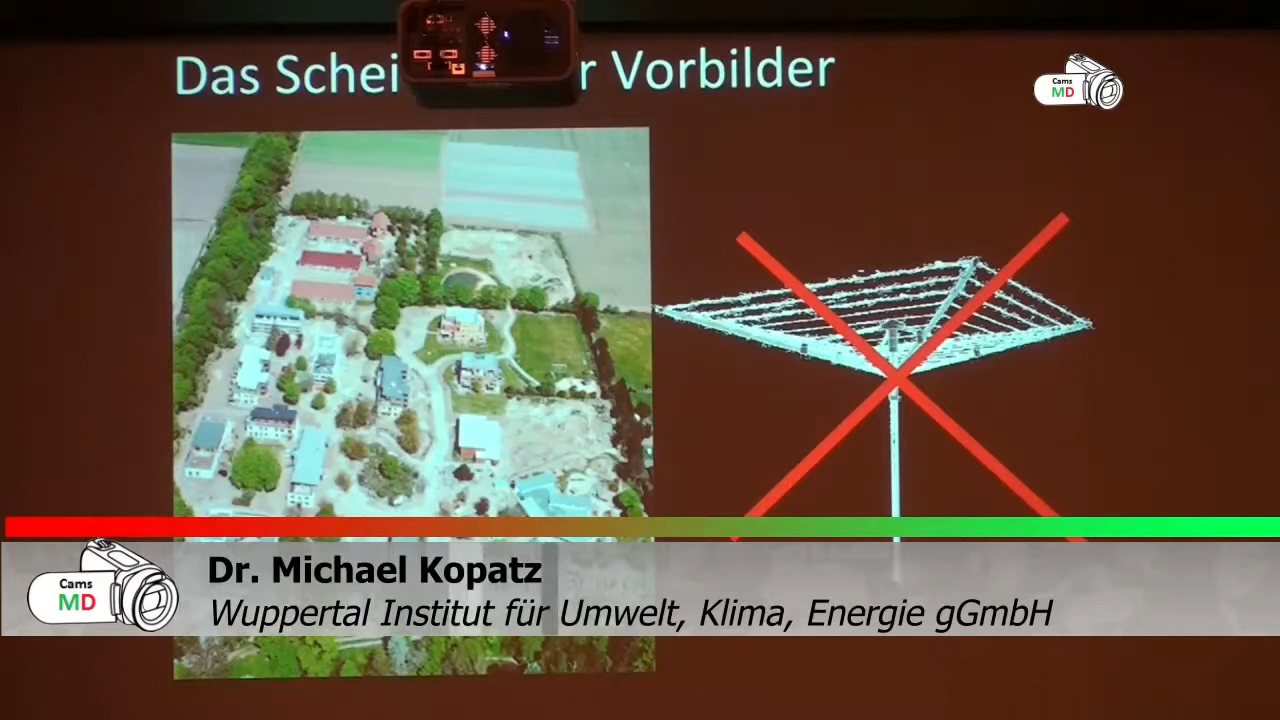 Das Schei r Vorbilder
Cams
MD
Cams
MD
Dr. Michael Kopatz
Wuppertal Institut für Umwelt, Klima, Energie gGmbH